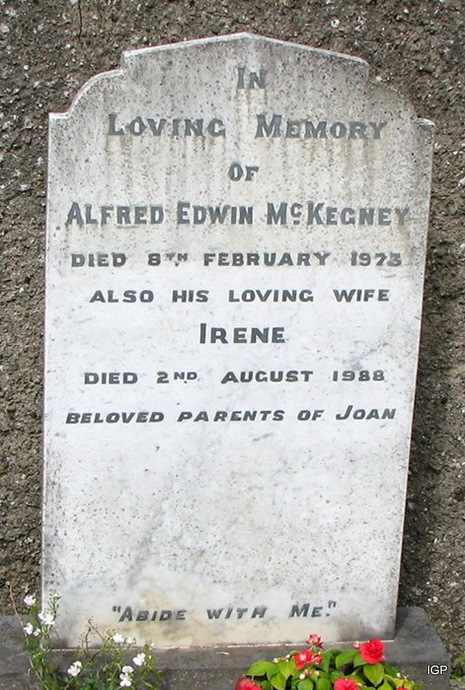 IN
LOVING MEMORY
OF
ALFRED EDWIN McKEGNEY
DIED 8TH FEBRUARY 1973
ALSO HIS LOVING WIFE
IRENE
DIED 2ND AUGUST 1988
BELOVED PARENTS OF JOAN
"ABIDE WITH ME."
IGP